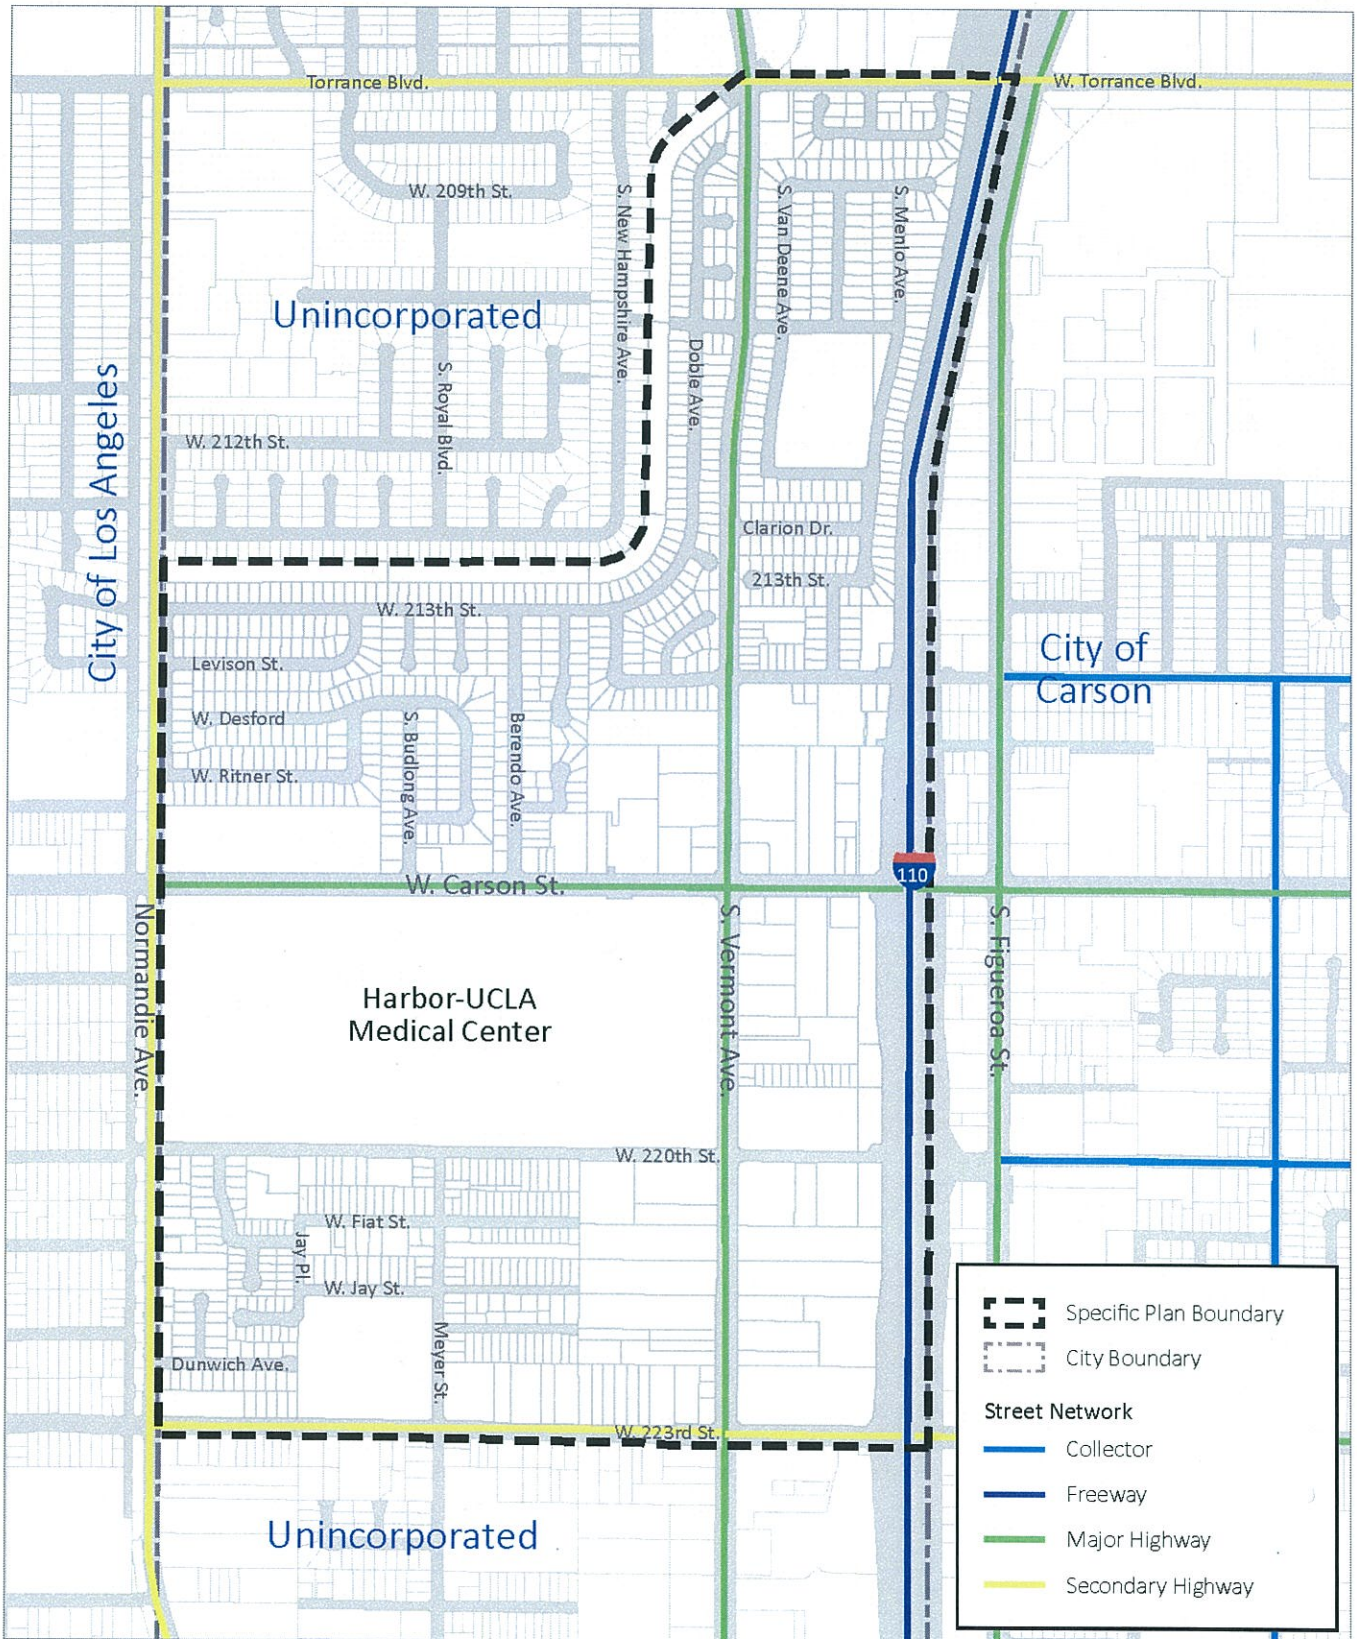 Torrance Blvd.
W. Torrance Blvd.
W. 209th St.
S. New Hampshire Ave.
S. Van Deene Ave.
S. Menlo Ave.
Unincorporated
Doble Ave.
S. Royal Blvd.
City of Los Angeles
W. 212th St.
Clarion Dr.
213th St.
W. 213th St.
City of
Carson
Levison St.
W. Desford
S. Budlong Ave.
Berendo Ave.
W. Ritner St.
110
W. Carson St.
Normandie Ave.
S. Vermont Ave.
S. Figueroa St.
Harbor-UCLA
Medical Center
W. 220th St.
W. Fiat St.
Jay Pl.
W. Jay St.
Meyer St.
Dunwich Ave.
W. 223rd St.
Unincorporated
Specific Plan Boundary
City Boundary
Street Network
Collector
Freeway
Major Highway
Secondary Highway